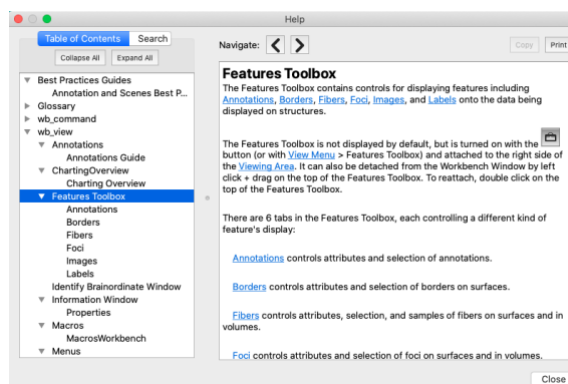 Help
Table of Contents
Search
Collapse All
Expand All
Navigate:
Copy
Print
Best Practices Guides
Annotation and Scenes Best P...
Glossary
wb_command
wb_view
Annotations
Annotations Guide
ChartingOverview
Charting Overview
Features Toolbox
Annotations
Borders
Fibers
Foci
Images
Labels
Identify Brainordinate Window
Information Window
Properties
Macros
MacrosWorkbench
Menus
Features Toolbox
The Features Toolbox contains controls for displaying features including
Annotations, Borders, Fibers, Foci, Images, and Labels onto the data being
displayed on structures.
The Features Toolbox is not displayed by default, but is turned on with the
button (or with View Menu > Features Toolbox) and attached to the right side of
the Viewing Area. It can also be detached from the Workbench Window by left
click + drag on the top of the Features Toolbox. To reattach, double click on the
top of the Features Toolbox.
There are 6 tabs in the Features Toolbox, each controlling a different kind of
feature's display:
Annotations controls attributes and selection of annotations.
Borders controls attributes and selection of borders on surfaces.
Fibers controls attributes, selection, and samples of fibers on surfaces and in
volumes.
Foci controls attributes and selection of foci on surfaces and in volumes.
Close